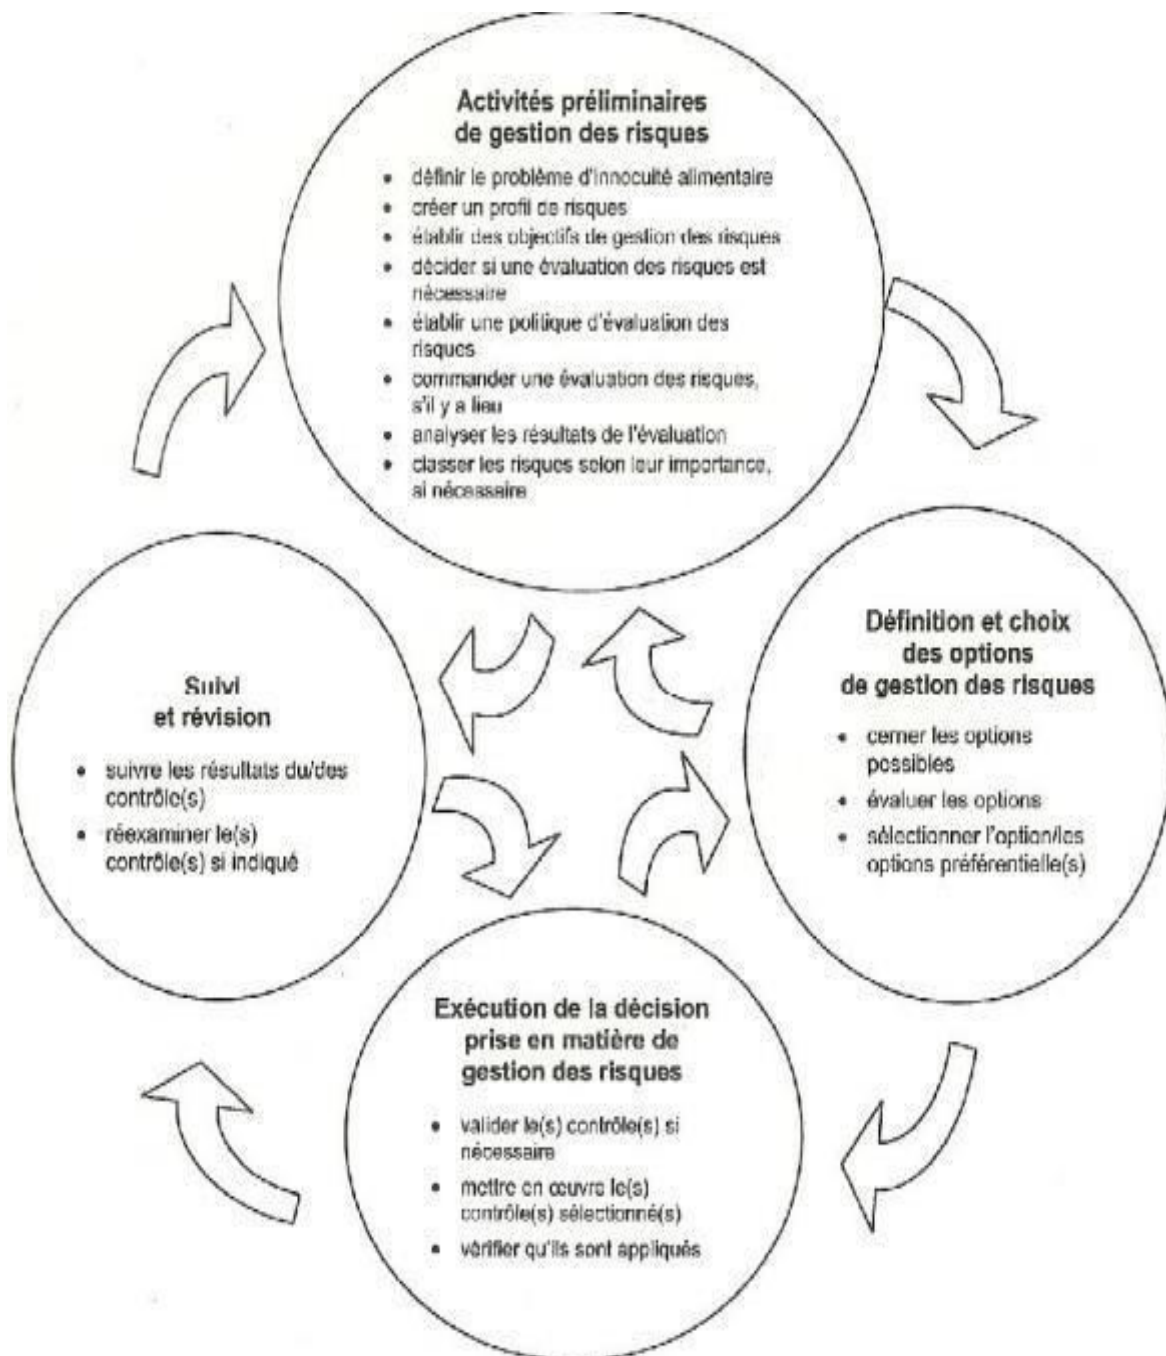 Activités préliminaires
de gestion des risques
• définir le problème d'innocuité alimentaire
• créer un profil de risques
• établir des objectifs de gestion des risques
• décider si une évaluation des risques est
nécessaire
• établir une politique d'évaluation des
risques
• commander une évaluation des risques,
s'il y a lieu
• analyser les résultats de l'évaluation
• classer les risques selon leur importance,
si nécessaire
Définition et choix
des options
de gestion des risques
• cerner les options
possibles
• évaluer les options
• sélectionner l'option/les
options préférentielle(s)
Exécution de la décision
prise en matière de
gestion des risques
• valider le(s) contrôle(s) si
nécessaire
• mettre en œuvre le(s)
contrôle(s) sélectionné(s)
• vérifier qu'ils sont appliqués
Suivi
et révision
• suivre les résultats du/des
contrôle(s)
• réexaminer le(s)
contrôle(s) si indiqué